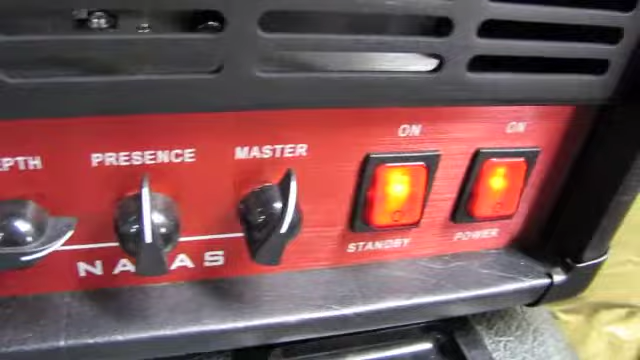 PRESENCE
MASTER
ON
ON
STANDBY
POWER